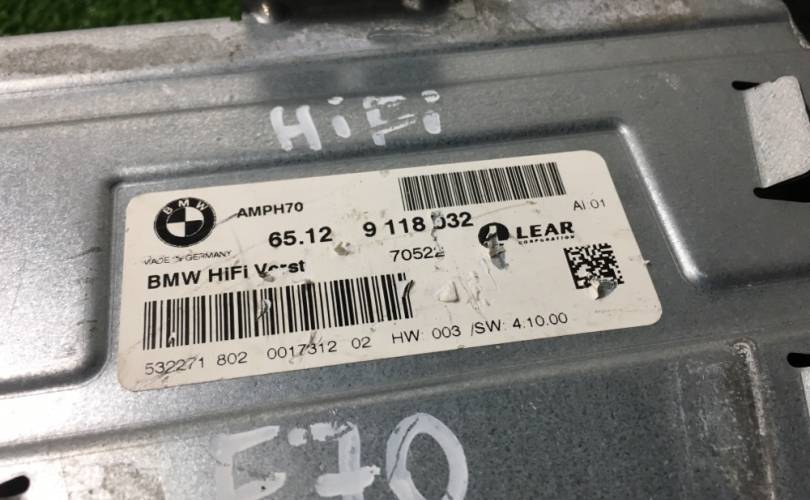 HiFi
BMW
AMPH70
AI 01
65.12 9 118 032
LEAR
CORPORATION
MADE IN GERMANY
70522
BMW HiFi Verst
532271 802 0017312 02 HW: 003 /SW: 4.10.00
E70